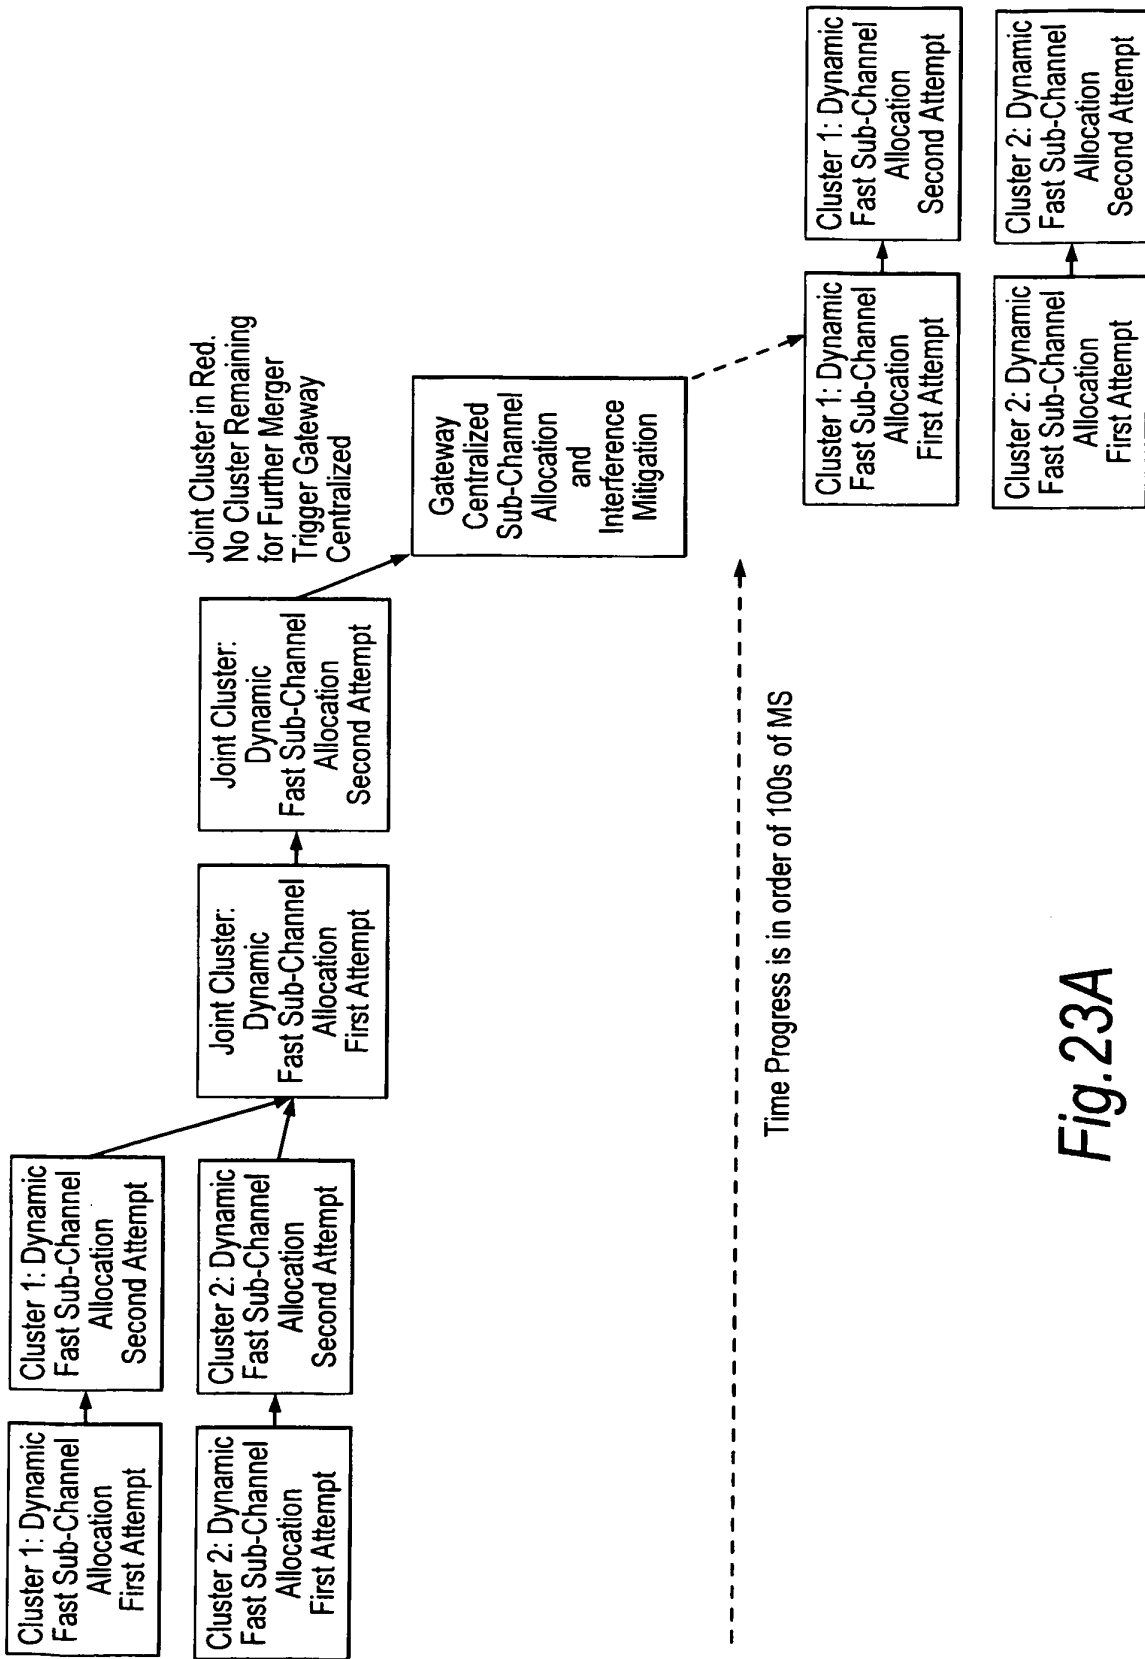 Cluster 1: Dynamic
Fast Sub-Channel
Allocation
First Attempt
Cluster 1: Dynamic
Fast Sub-Channel
Allocation
Second Attempt
Cluster 2: Dynamic
Fast Sub-Channel
Allocation
First Attempt
Cluster 2: Dynamic
Fast Sub-Channel
Allocation
Second Attempt
Joint Cluster:
Dynamic
Fast Sub-Channel
Allocation
First Attempt
Joint Cluster:
Dynamic
Fast Sub-Channel
Allocation
Second Attempt
Joint Cluster in Red.
No Cluster Remaining
for Further Merger
Trigger Gateway
Centralized
Gateway
Centralized
Sub-Channel
Allocation
and
Interference
Mitigation
Time Progress is in order of 100s of MS
Cluster 1: Dynamic
Fast Sub-Channel
Allocation
First Attempt
Cluster 1: Dynamic
Fast Sub-Channel
Allocation
Second Attempt
Cluster 2: Dynamic
Fast Sub-Channel
Allocation
First Attempt
Cluster 2: Dynamic
Fast Sub-Channel
Allocation
Second Attempt
Fig.23A